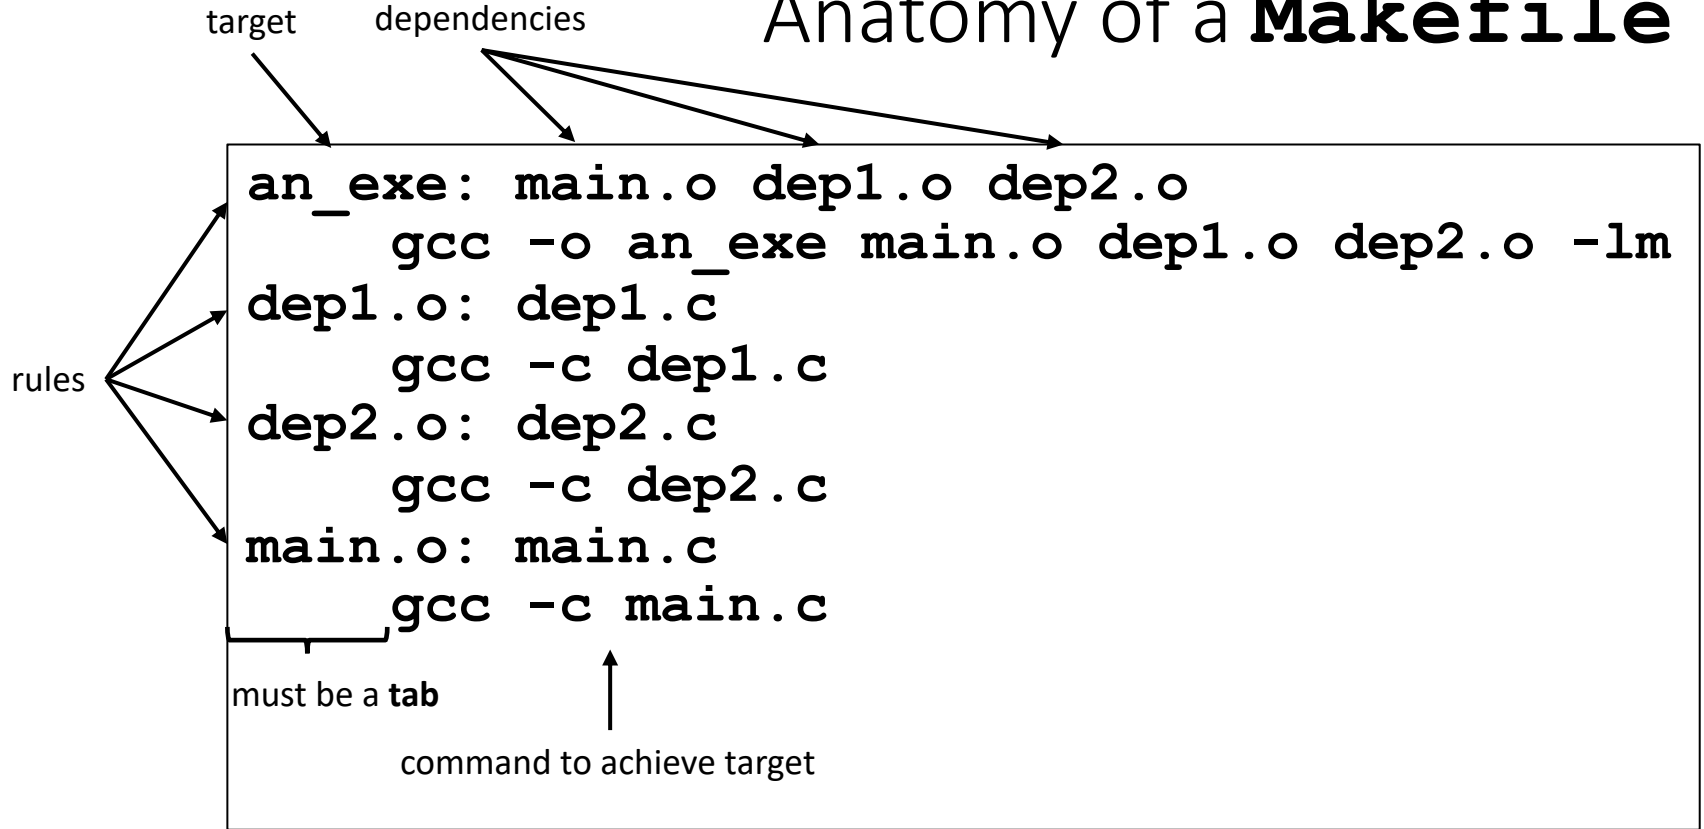 Anatomy of a Makefile
target
dependencies
an_exe: main.o dep1.o dep2.o
gcc -o an_exe main.o dep1.o dep2.o -lm
dep1.o: dep1.c
gcc -c dep1.c
rules
dep2.o: dep2.c
gcc -c dep2.c
main.o: main.c
gcc -c main.c
must be a tab
command to achieve target